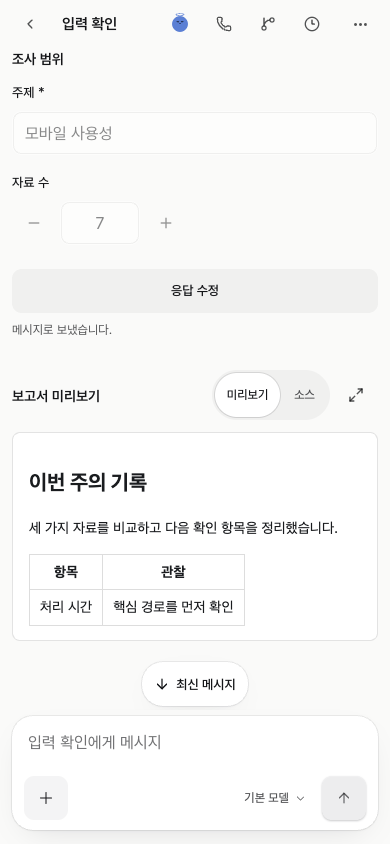 입력 확인
조사 범위
주제 *
모바일 사용성
자료 수
7
응답 수정
메시지로 보냈습니다.
보고서 미리보기
미리보기
소스
이번 주의 기록
세 가지 자료를 비교하고 다음 확인 항목을 정리했습니다.
항목 관찰
처리 시간 핵심 경로를 먼저 확인
최신 메시지
입력 확인에게 메시지
기본 모델